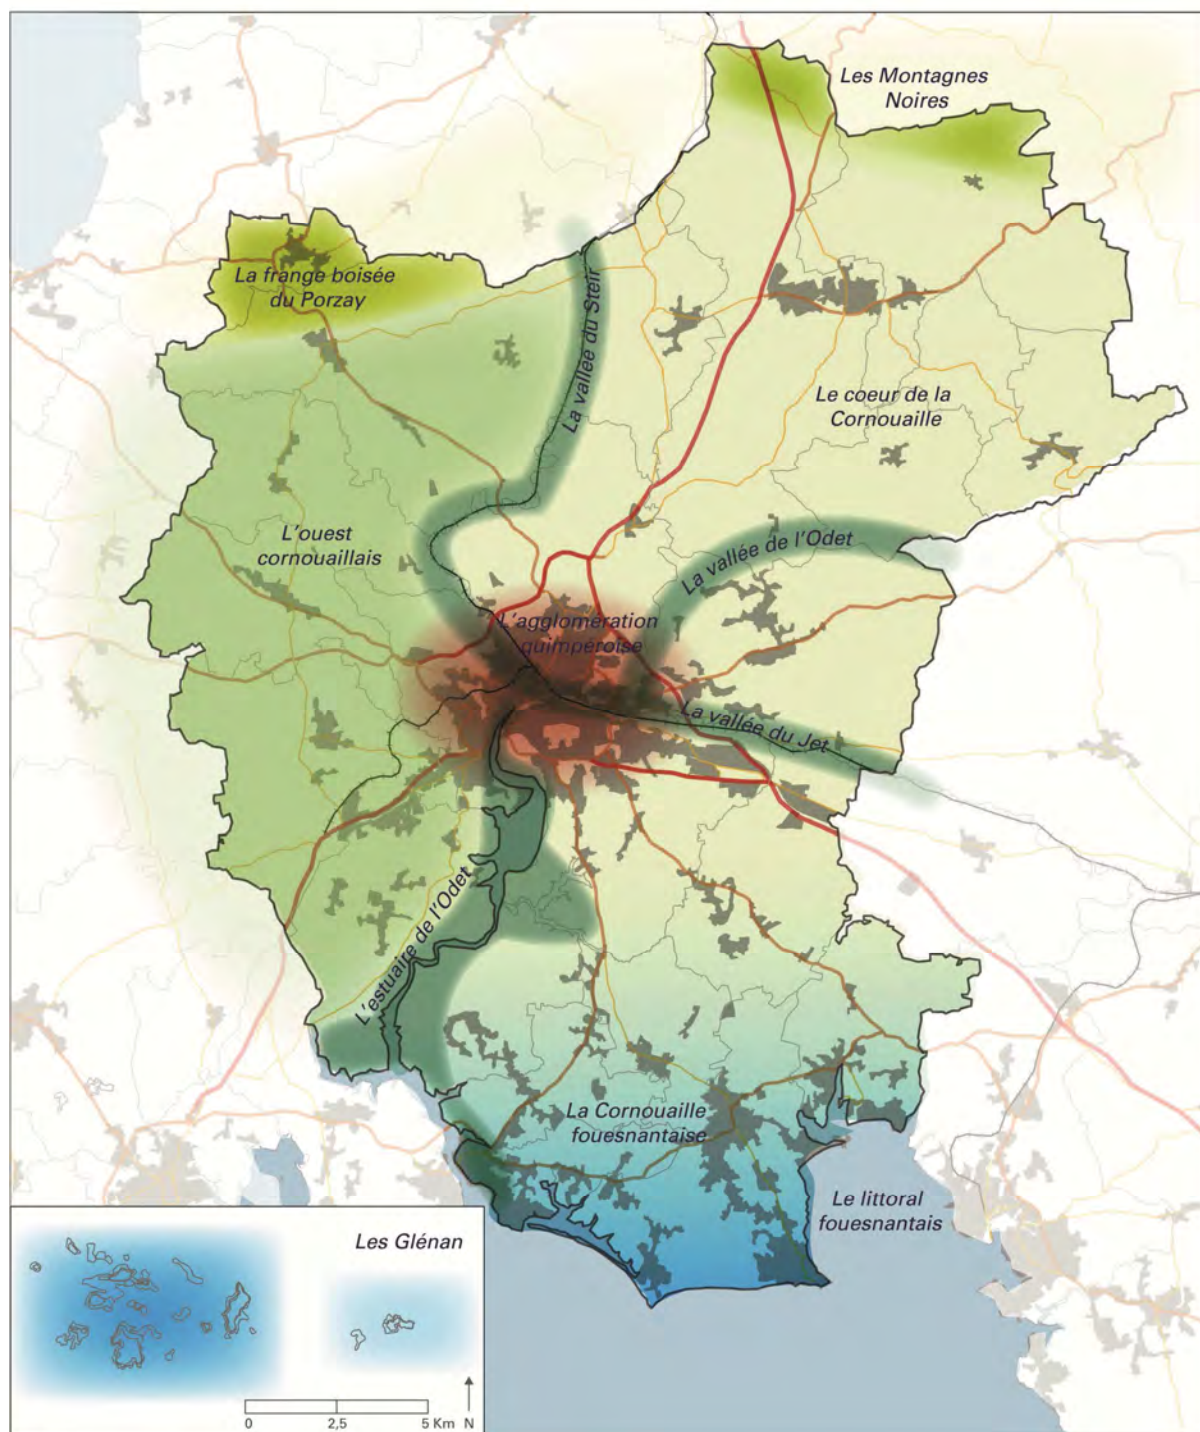 Les Montagnes
Noires
La frange boisée
du Porzay
La vallée du Steïr
Le coeur de la
Cornouaille
L'ouest
cornouaillais
La vallée de l'Odet
L'agglomération
quimpéroise
La vallée du Jet
L'estuaire de l'Odet
La Cornouaille
fouesnantaise
Le littoral
fouesnantais
Les Glénan
0 2,5 5 Km N